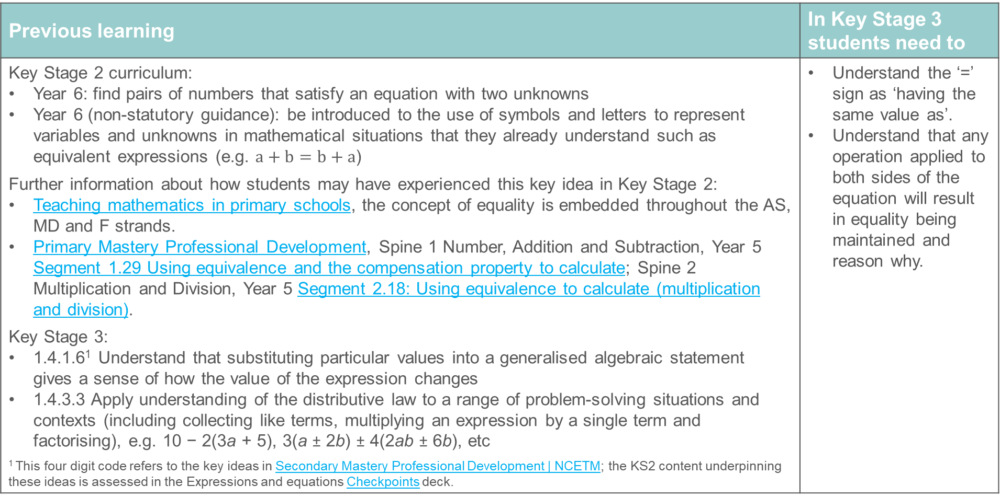 Previous learning
In Key Stage 3
students need to
Key Stage 2 curriculum:
• Year 6: find pairs of numbers that satisfy an equation with two unknowns
• Year 6 (non-statutory guidance): be introduced to the use of symbols and letters to represent
variables and unknowns in mathematical situations that they already understand such as
equivalent expressions (e.g. a + b = b + a)
Further information about how students may have experienced this key idea in Key Stage 2:
• Teaching mathematics in primary schools, the concept of equality is embedded throughout the AS,
MD and F strands.
• Primary Mastery Professional Development, Spine 1 Number, Addition and Subtraction, Year 5
Segment 1.29 Using equivalence and the compensation property to calculate; Spine 2
Multiplication and Division, Year 5 Segment 2.18: Using equivalence to calculate (multiplication
and division).
Key Stage 3:
• 1.4.1.6¹ Understand that substituting particular values into a generalised algebraic statement
gives a sense of how the value of the expression changes
• 1.4.3.3 Apply understanding of the distributive law to a range of problem-solving situations and
contexts (including collecting like terms, multiplying an expression by a single term and
factorising), e.g. 10 − 2(3a + 5), 3(a ± 2b) ± 4(2ab ± 6b), etc
¹ This four digit code refers to the key ideas in Secondary Mastery Professional Development | NCETM; the KS2 content underpinning
these ideas is assessed in the Expressions and equations Checkpoints deck.
• Understand the ‘=’
sign as ‘having the
same value as’.
• Understand that any
operation applied to
both sides of the
equation will result
in equality being
maintained and
reason why.